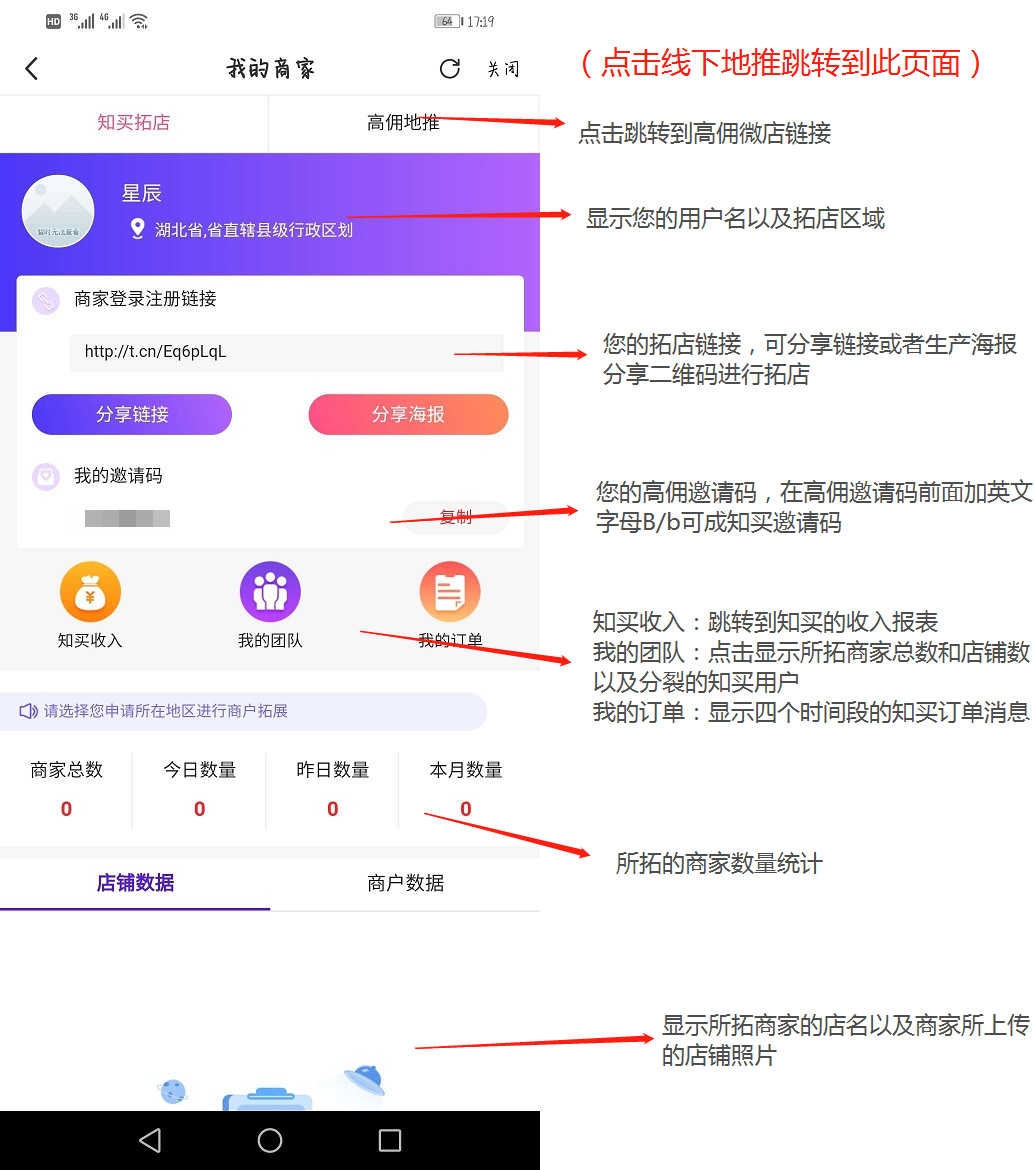 HD 3G 4G 64 17:19
我的商家 关闭
（点击线下地推跳转到此页面）
知买拓店 高佣地推
点击跳转到高佣微店链接
星辰
湖北省,省直辖县级行政区划
暂时无法查看
显示您的用户名以及拓店区域
商家登录注册链接
http://t.cn/Eq6pLqL
您的拓店链接，可分享链接或者生产海报
分享二维码进行拓店
分享链接 分享海报
我的邀请码
复制
您的高佣邀请码，在高佣邀请码前面加英文
字母B/b可成知买邀请码
知买收入 我的团队 我的订单
知买收入：跳转到知买的收入报表
我的团队：点击显示所拓商家总数和店铺数
以及分裂的知买用户
我的订单：显示四个时间段的知买订单消息
请选择您申请所在地区进行商户拓展
商家总数 今日数量 昨日数量 本月数量
0 0 0 0
所拓的商家数量统计
店铺数据 商户数据
显示所拓商家的店名以及商家所上传
的店铺照片